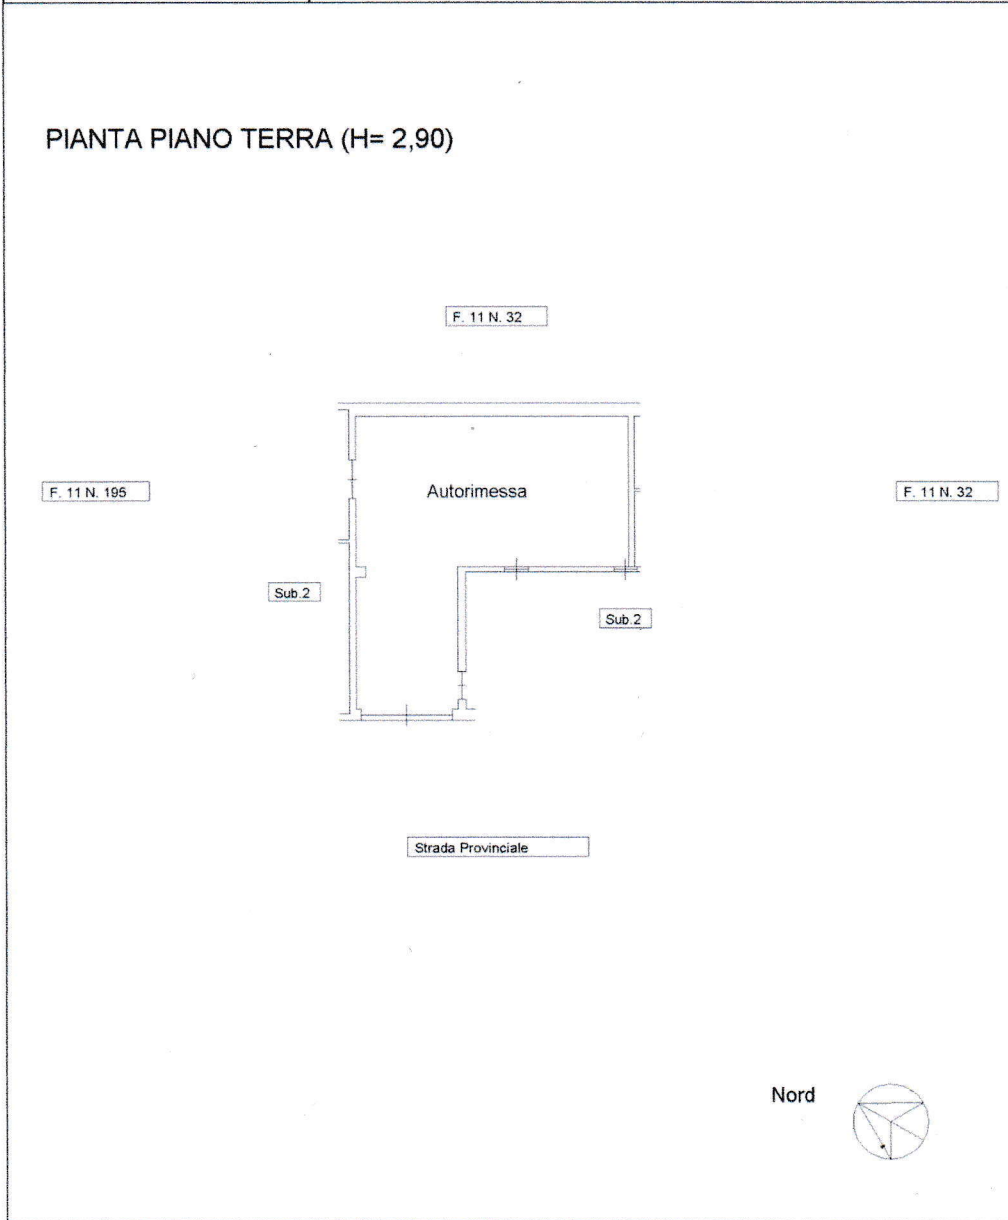 PIANTA PIANO TERRA (H= 2,90)
F. 11 N. 32
F. 11 N. 195
Autorimessa
F. 11 N. 32
Sub.2
Sub.2
Strada Provinciale
Nord